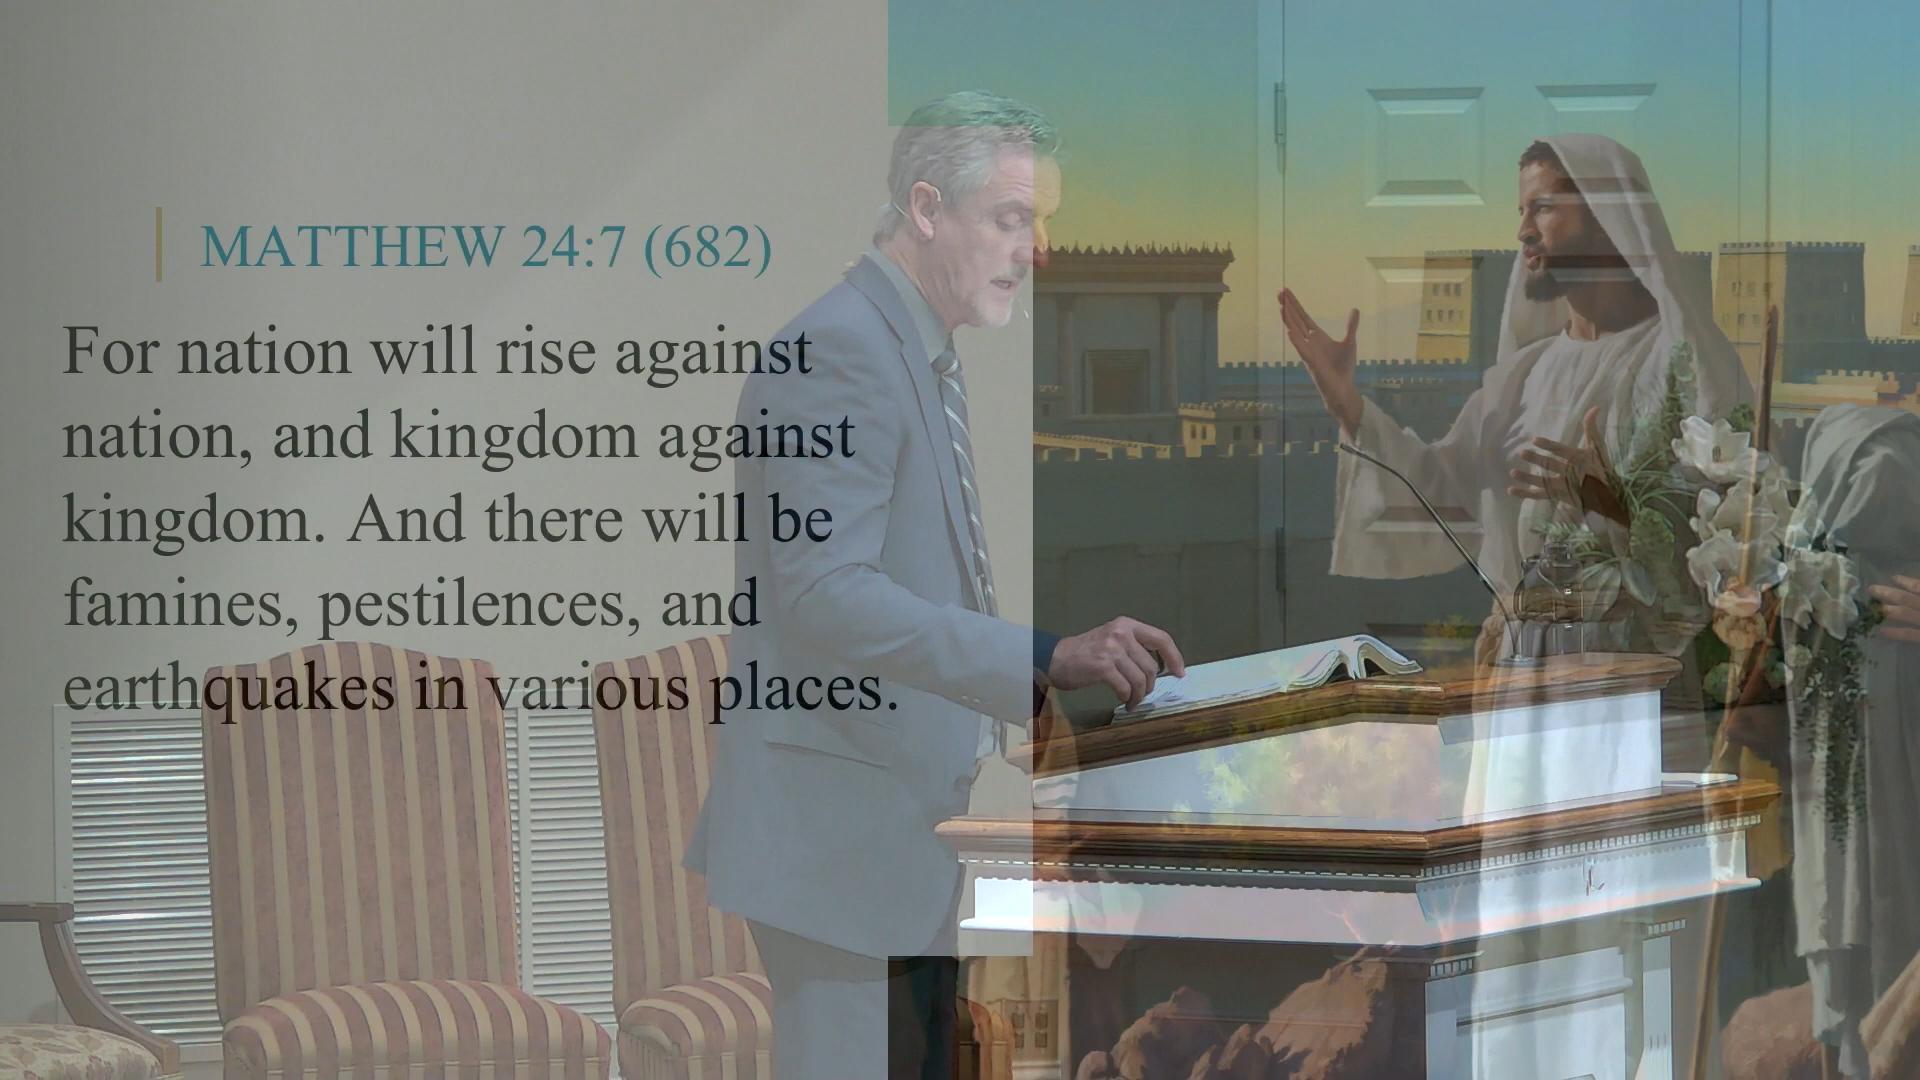 MATTHEW 24:7 (682)
For nation will rise against
nation, and kingdom against
kingdom. And there will be
famines, pestilences, and
earthquakes in various places.